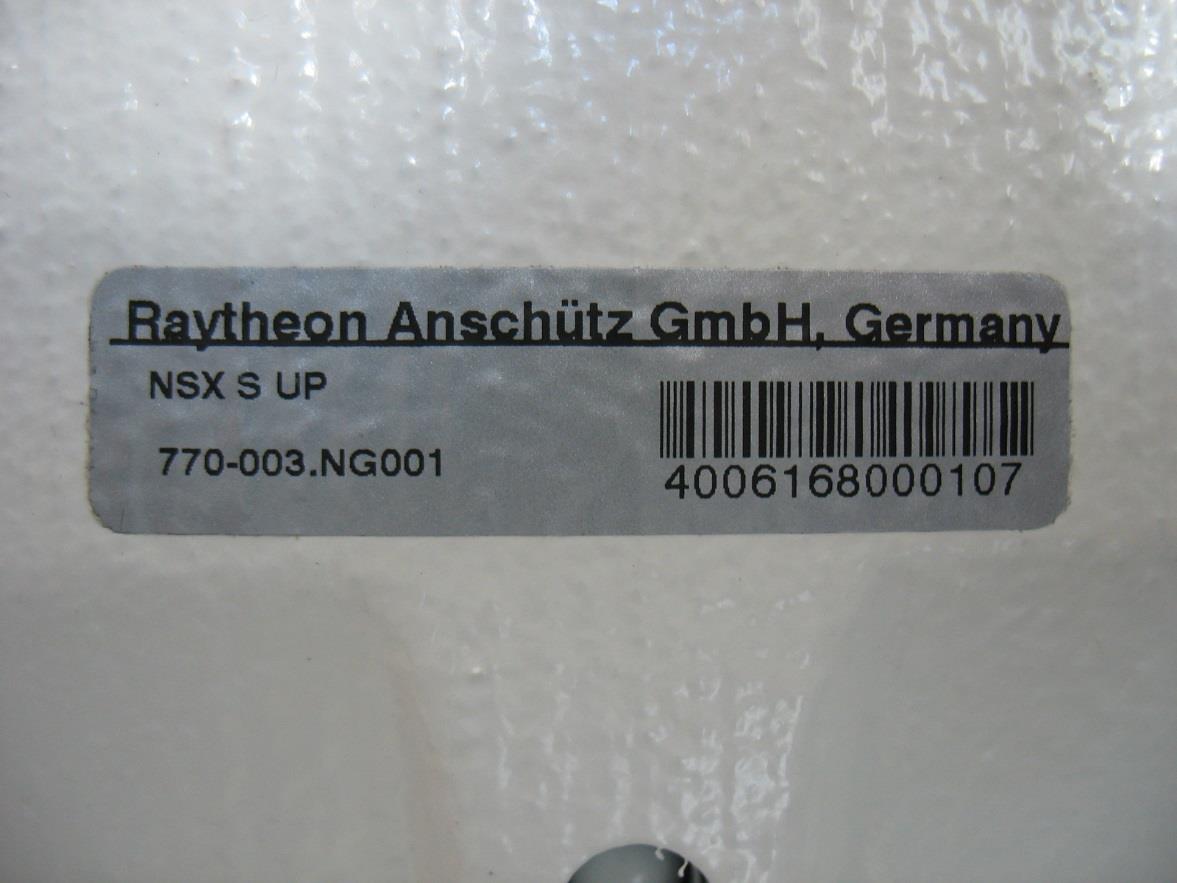 Raytheon Anschütz GmbH, Germany
NSX S UP
770-003.NG001
4006168000107